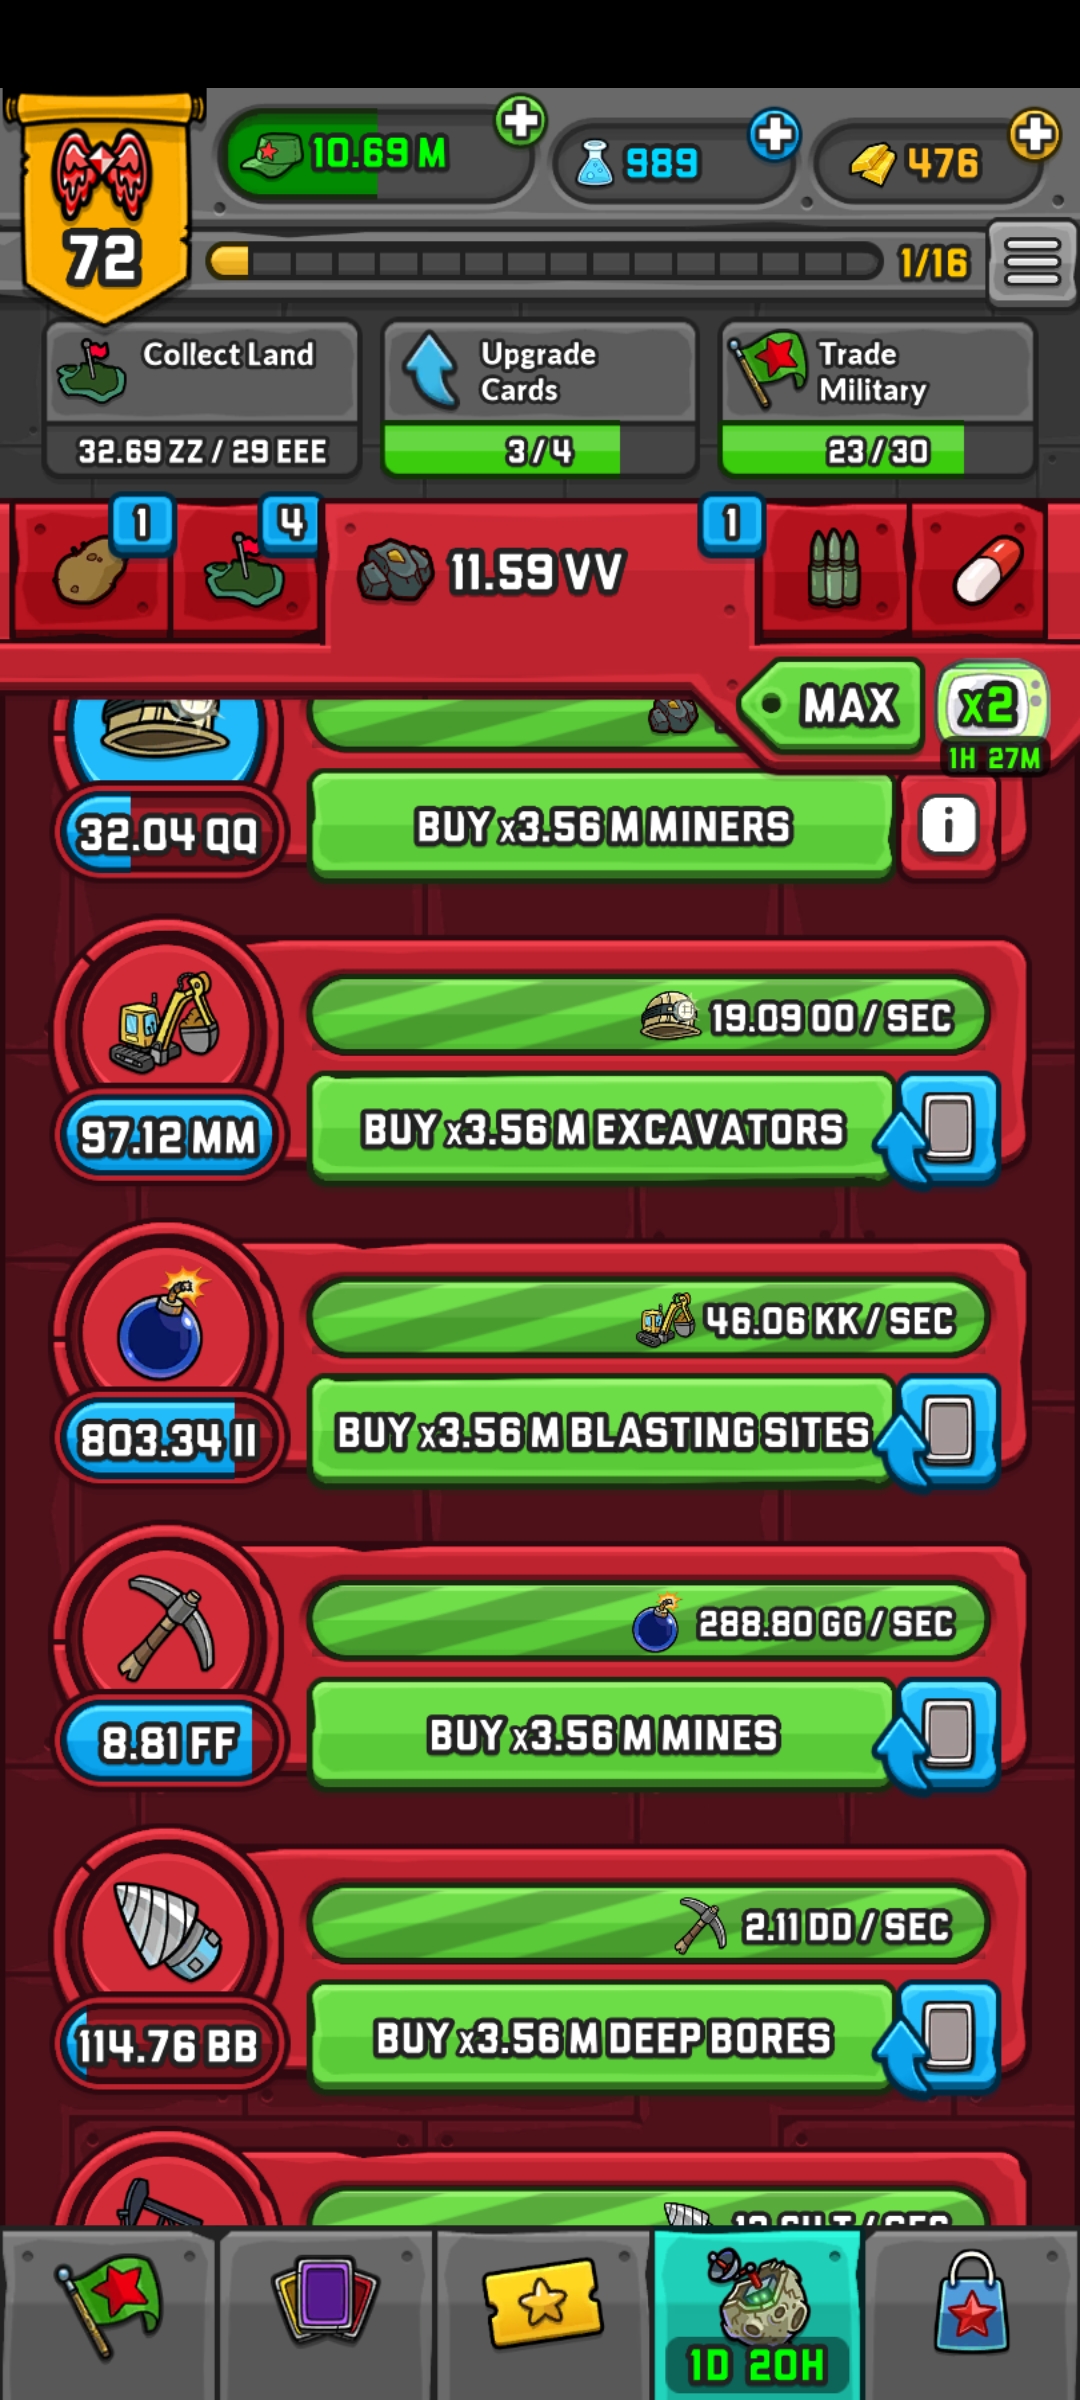 10.69 M
989
476
72
1/16
Collect Land
32.69 ZZ / 29 EEE
Upgrade
Cards
3/4
Trade
Military
23/30
1
4
11.59 VV
1
MAX
x2
1H 27M
32.04 QQ
BUY x3.56 M MINERS
i
19.09 OO / SEC
97.12 MM
BUY x3.56 M EXCAVATORS
46.06 KK / SEC
803.34 II
BUY x3.56 M BLASTING SITES
288.80 GG / SEC
8.81 FF
BUY x3.56 M MINES
2.11 DD / SEC
114.76 BB
BUY x3.56 M DEEP BORES
1D 20H